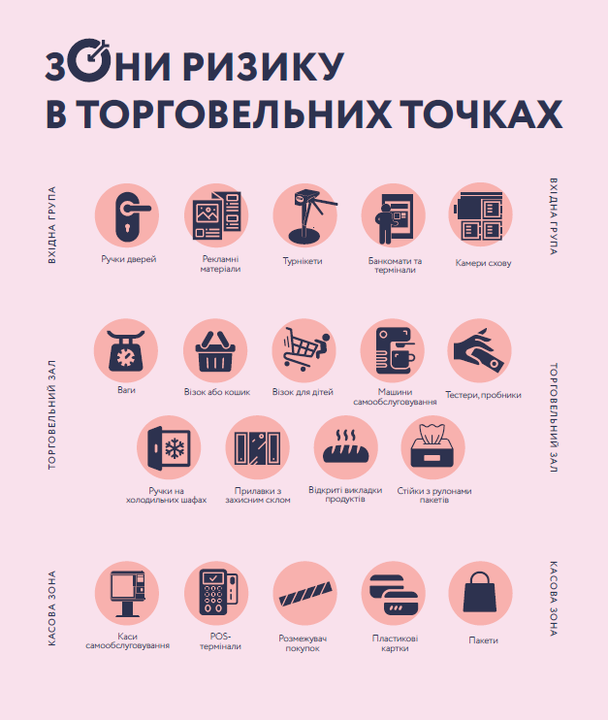 ЗОНИ РИЗИКУ
В ТОРГОВЕЛЬНИХ ТОЧКАХ
ВХІДНА ГРУПА
ВХІДНА ГРУПА
Ручки дверей
Рекламні
матеріали
Турнікети
Банкомати та
термінали
Камери схову
ТОРГОВЕЛЬНИЙ ЗАЛ
ТОРГОВЕЛЬНИЙ ЗАЛ
Ваги
Візок або кошик
Візок для дітей
Машини
самообслуговування
Тестери, пробники
Ручки на
холодильних шафах
Прилавки з
захисним склом
Відкриті викладки
продуктів
Стійки з рулонами
пакетів
КАСОВА ЗОНА
КАСОВА ЗОНА
Каси
самообслуговування
POS-
термінали
Розмежувач
покупок
Пластикові
картки
Пакети